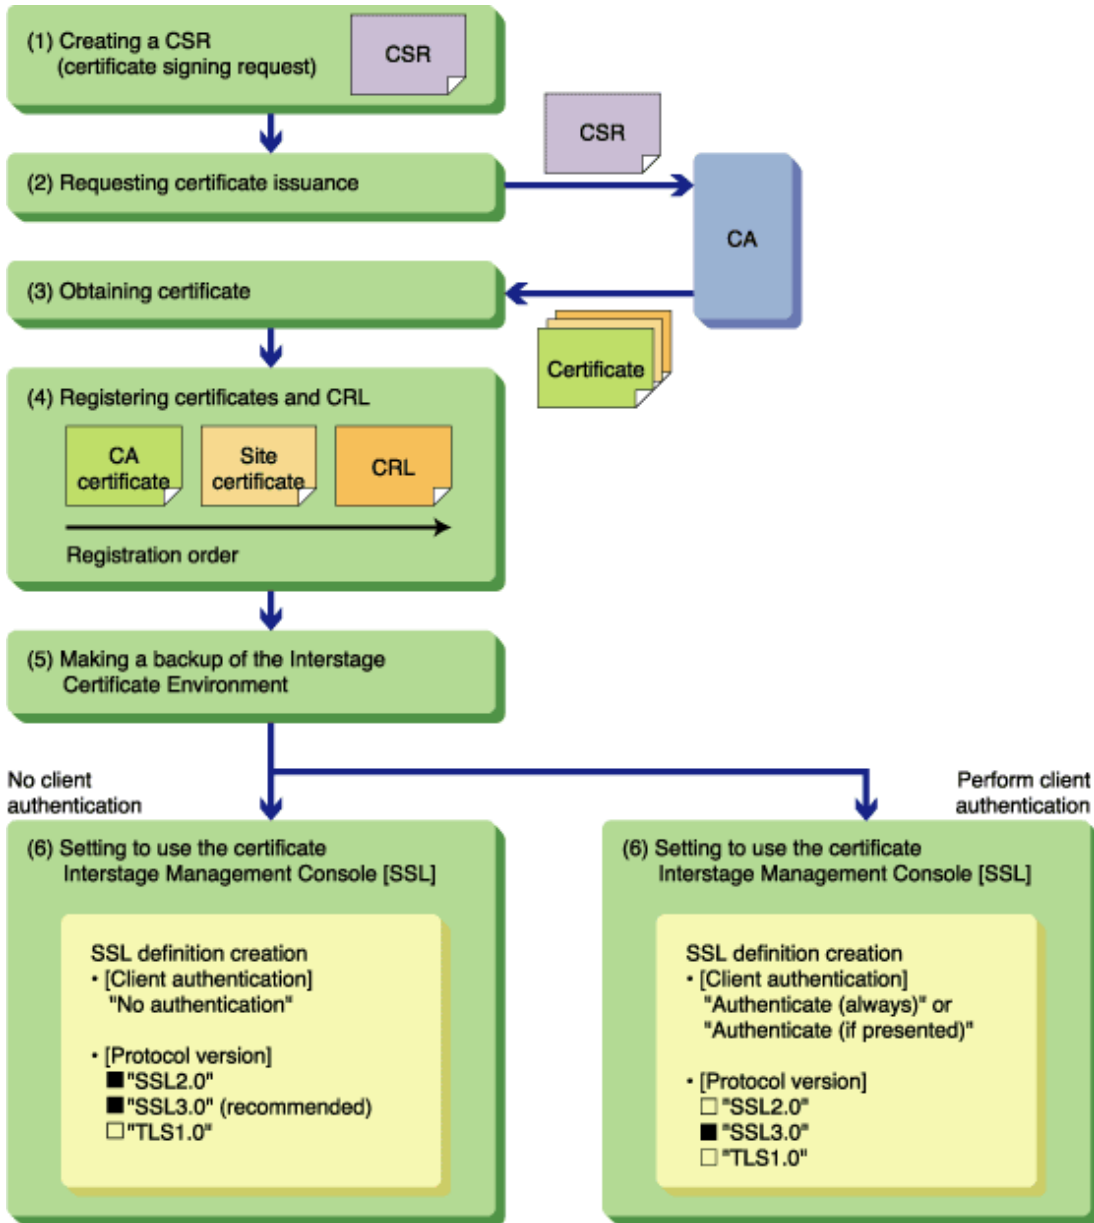 (1) Creating a CSR
(certificate signing request)
CSR
CSR
(2) Requesting certificate issuance
CA
(3) Obtaining certificate
Certificate
(4) Registering certificates and CRL
CA
certificate
Site
certificate
CRL
Registration order
(5) Making a backup of the Interstage
Certificate Environment
No client
authentication
Perform client
authentication
(6) Setting to use the certificate
Interstage Management Console [SSL]
SSL definition creation
• [Client authentication]
"No authentication"
• [Protocol version]
■ "SSL2.0"
■ "SSL3.0" (recommended)
□ "TLS1.0"
(6) Setting to use the certificate
Interstage Management Console [SSL]
SSL definition creation
• [Client authentication]
"Authenticate (always)" or
"Authenticate (if presented)"
• [Protocol version]
□ "SSL2.0"
■ "SSL3.0"
□ "TLS1.0"